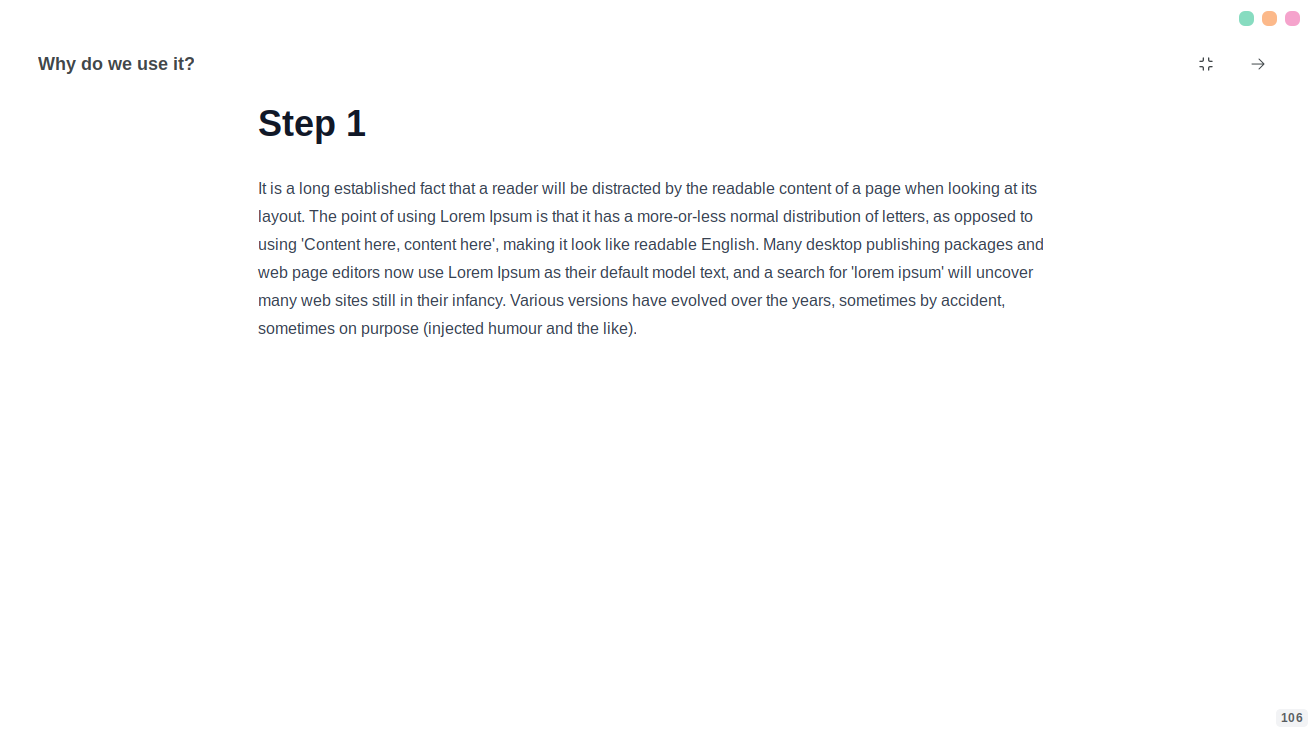 Why do we use it?
Step 1
It is a long established fact that a reader will be distracted by the readable content of a page when looking at its
layout. The point of using Lorem Ipsum is that it has a more-or-less normal distribution of letters, as opposed to
using 'Content here, content here', making it look like readable English. Many desktop publishing packages and
web page editors now use Lorem Ipsum as their default model text, and a search for 'lorem ipsum' will uncover
many web sites still in their infancy. Various versions have evolved over the years, sometimes by accident,
sometimes on purpose (injected humour and the like).
106